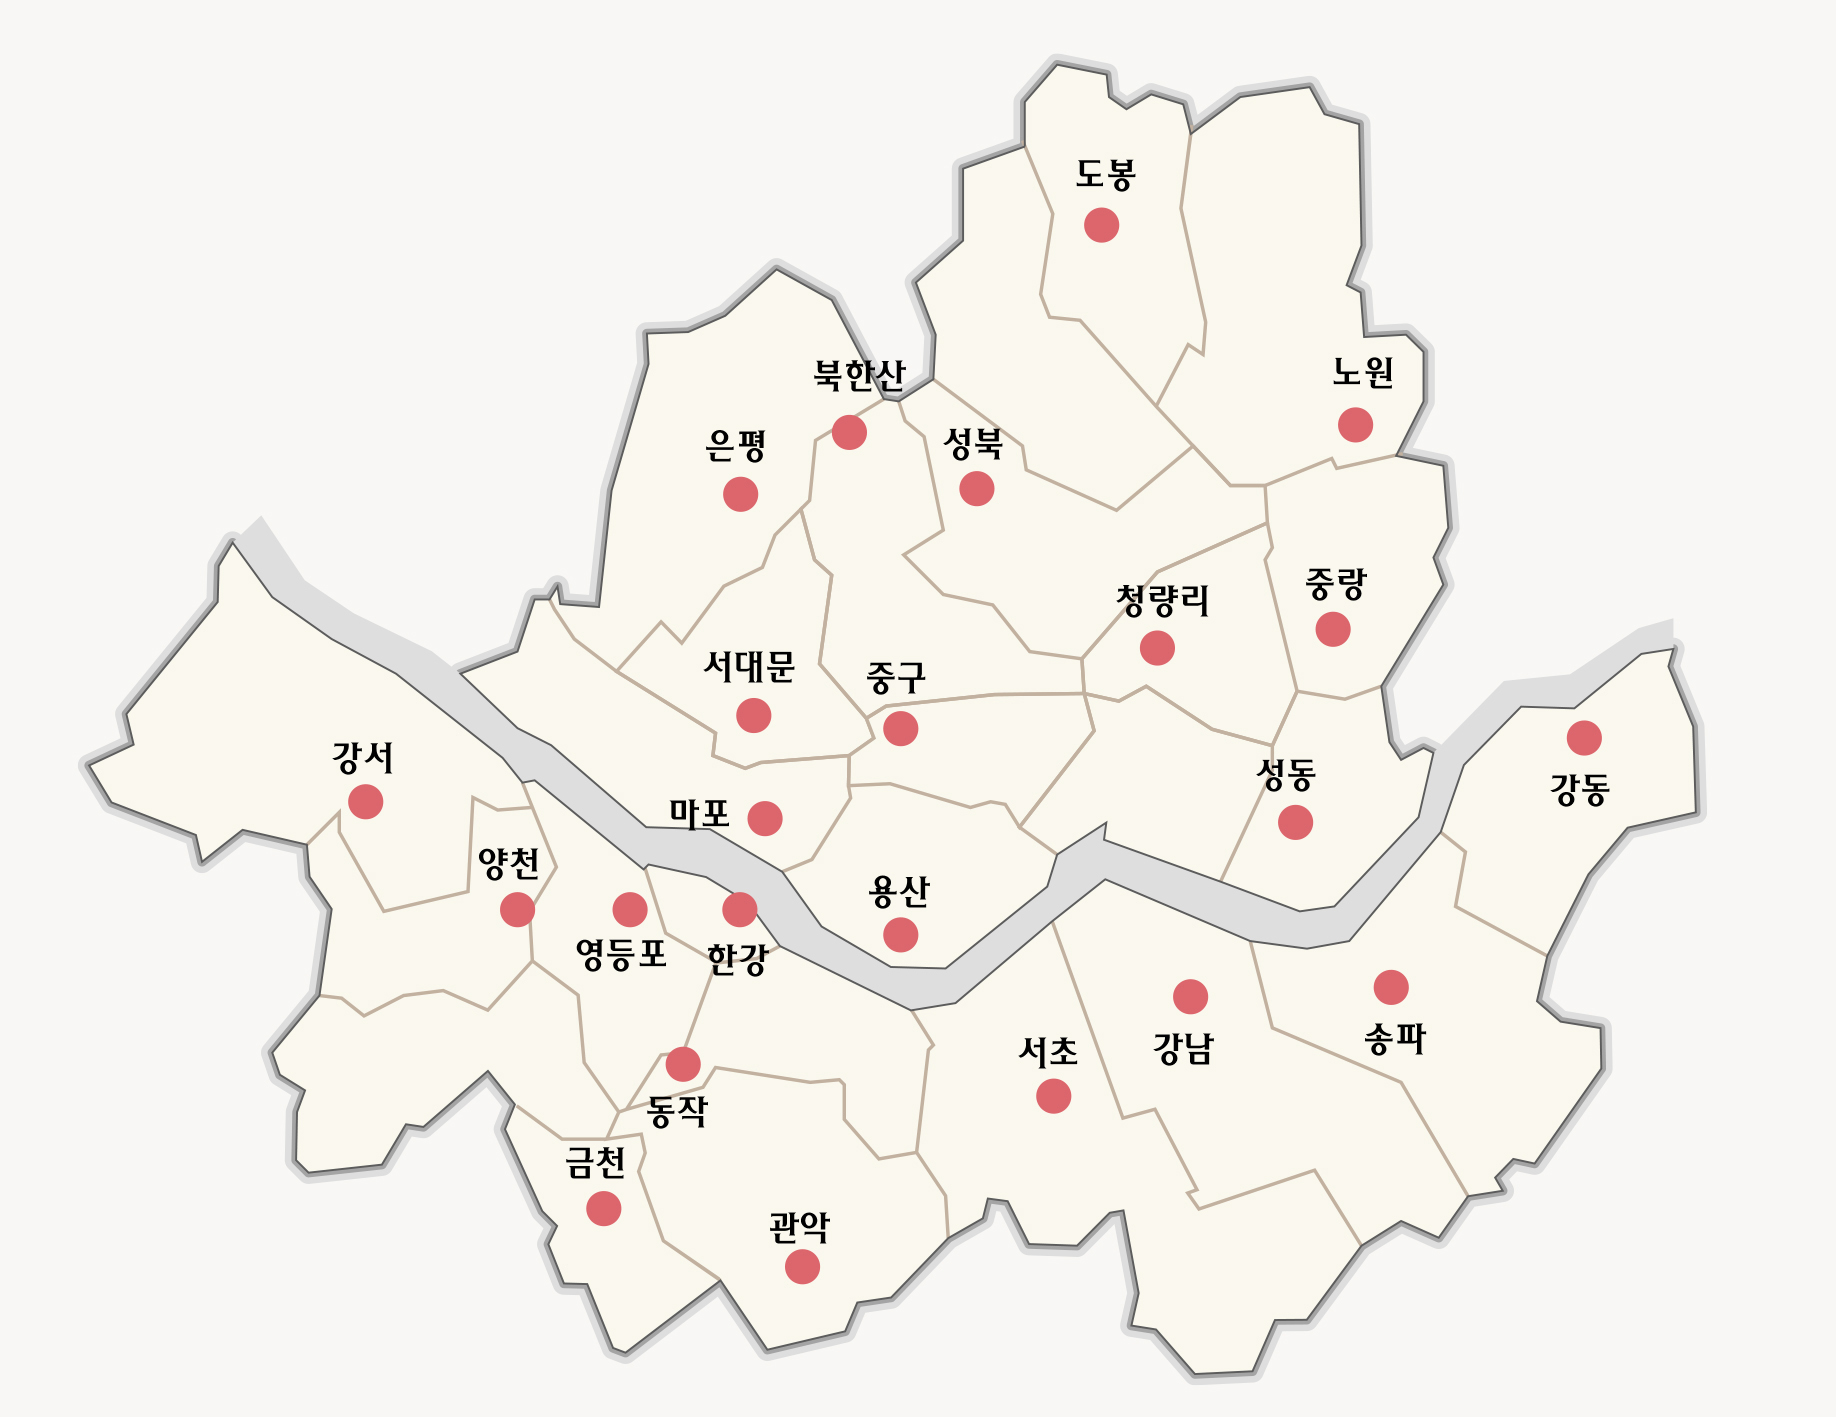 도봉
노원
북한산
은평
성북
중랑
청량리
서대문
중구
강서
성동
강동
마포
양천
용산
영등포
한강
송파
강남
서초
동작
금천
관악